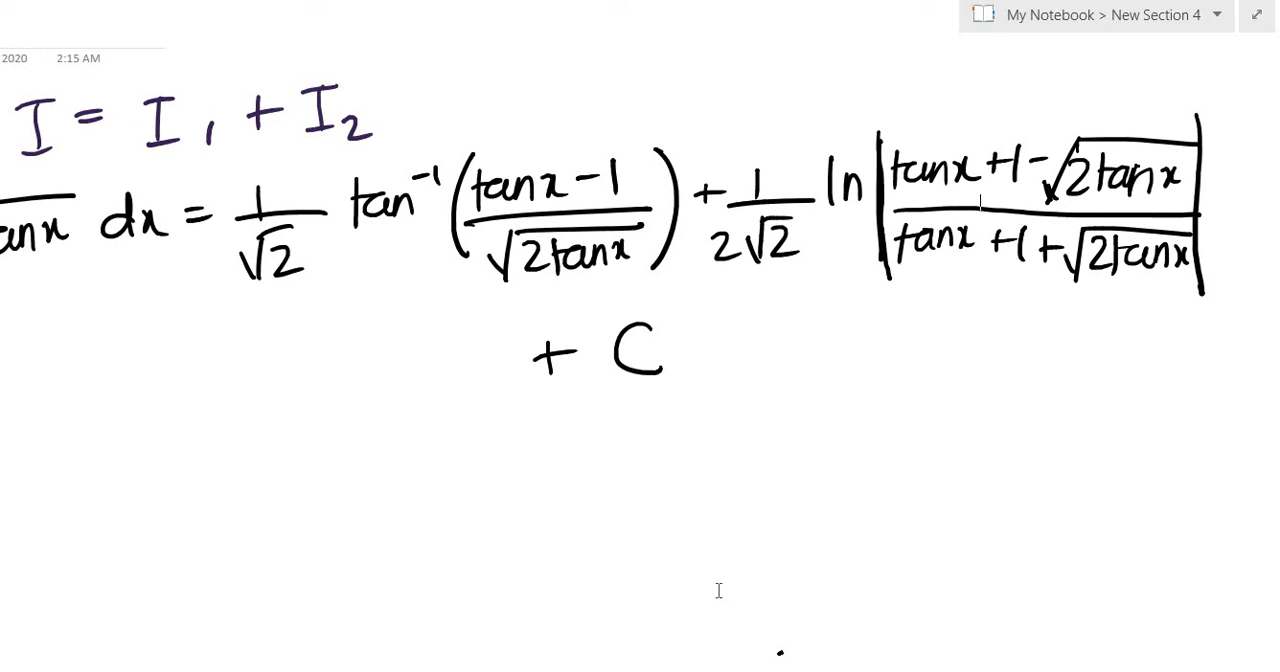 My Notebook > New Section 4
2020 2:15 AM
I = I₁ + I₂
anx dx = 1/√2 tan⁻¹((tanx - 1)/√(2tanx)) + 1/(2√2) ln |(tanx + 1 - √(2tanx))/(tanx + 1 + √(2tanx))|
+ C